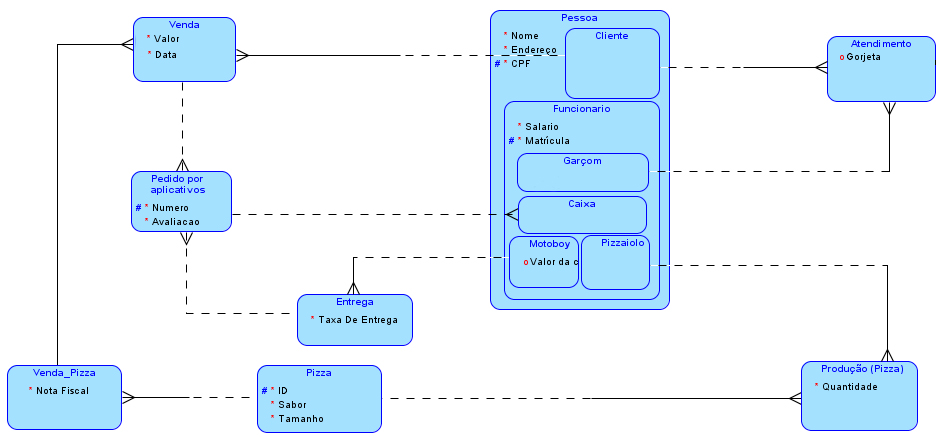 Venda
* Valor
* Data
Pessoa
* Nome
* Endereço
# * CPF
Cliente
Atendimento
o Gorjeta
Funcionario
* Salario
# * Matrícula
Garçom
Caixa
Motoboy
o Valor da c
Pizzaiolo
Pedido por
aplicativos
# * Numero
* Avaliacao
Entrega
* Taxa De Entrega
Venda_Pizza
* Nota Fiscal
Pizza
# * ID
* Sabor
* Tamanho
Produção (Pizza)
* Quantidade